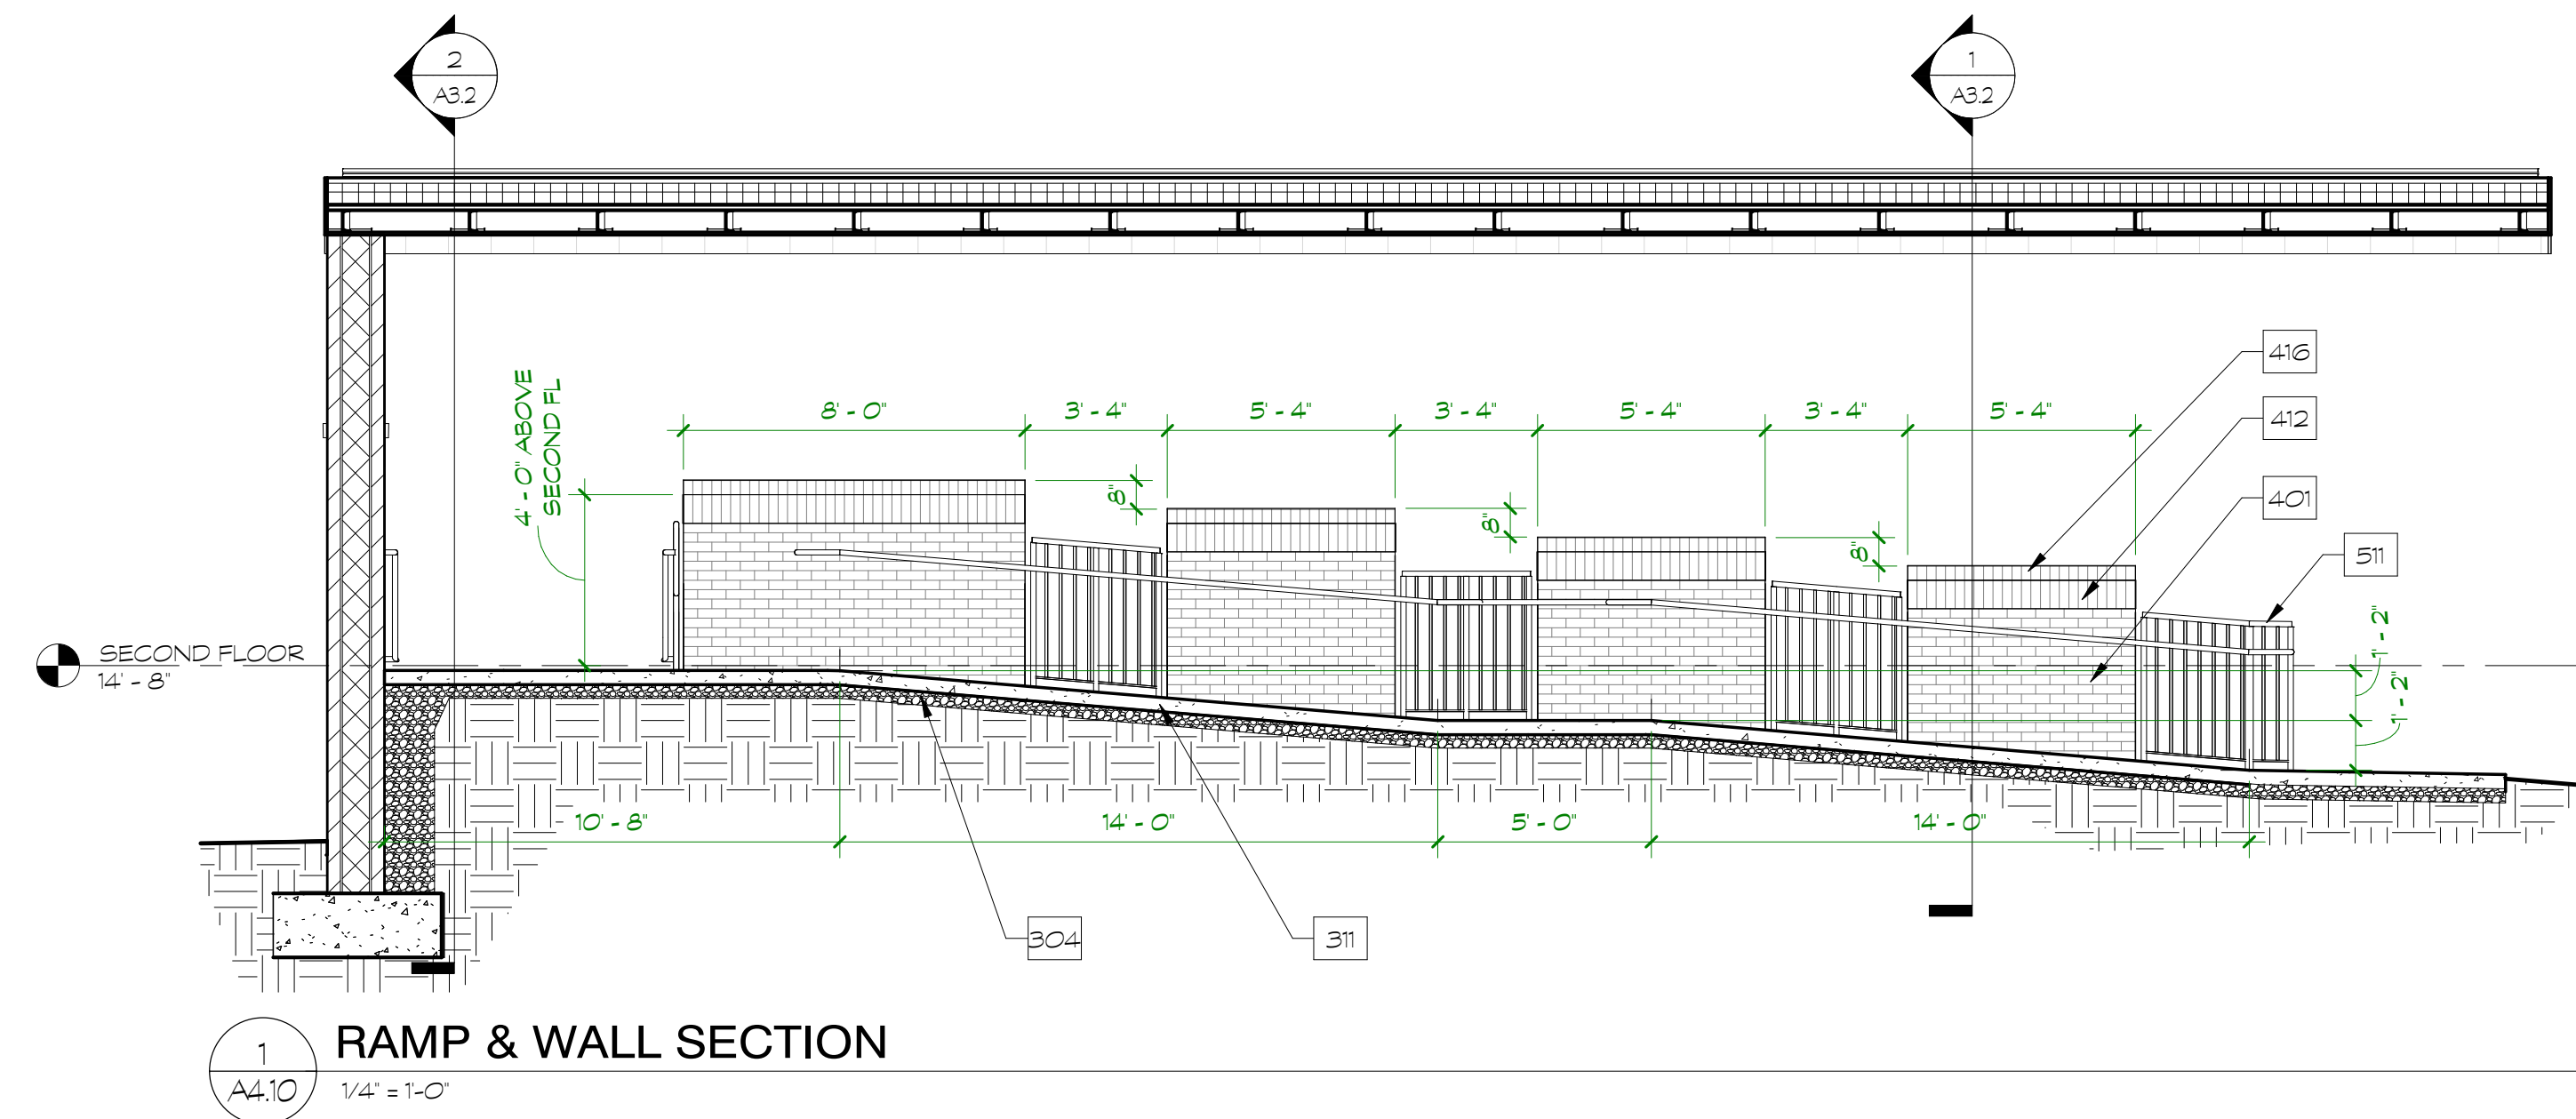 2
A3.2
1
A3.2
416
412
401
511
4' - 0" ABOVE
SECOND FL
8' - 0"
3' - 4"
5' - 4"
3' - 4"
5' - 4"
3' - 4"
5' - 4"
8"
8"
8"
SECOND FLOOR
14' - 8"
1' - 2"
1' - 2"
10' - 8"
14' - 0"
5' - 0"
14' - 0"
304
311
1
A4.10
RAMP & WALL SECTION
1/4" = 1'-0"